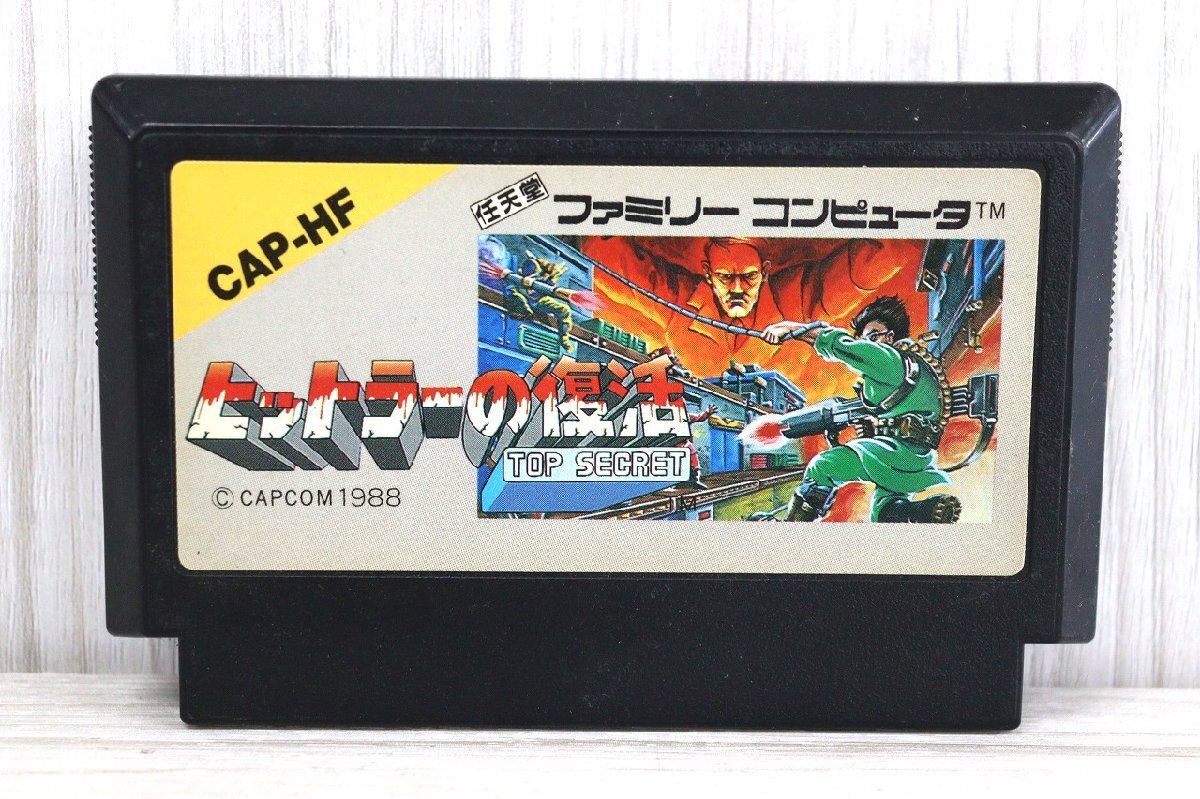 CAP-HF
任天堂 ファミリー コンピュータ™
ヒットラーの復活
TOP SECRET
© CAPCOM 1988
M